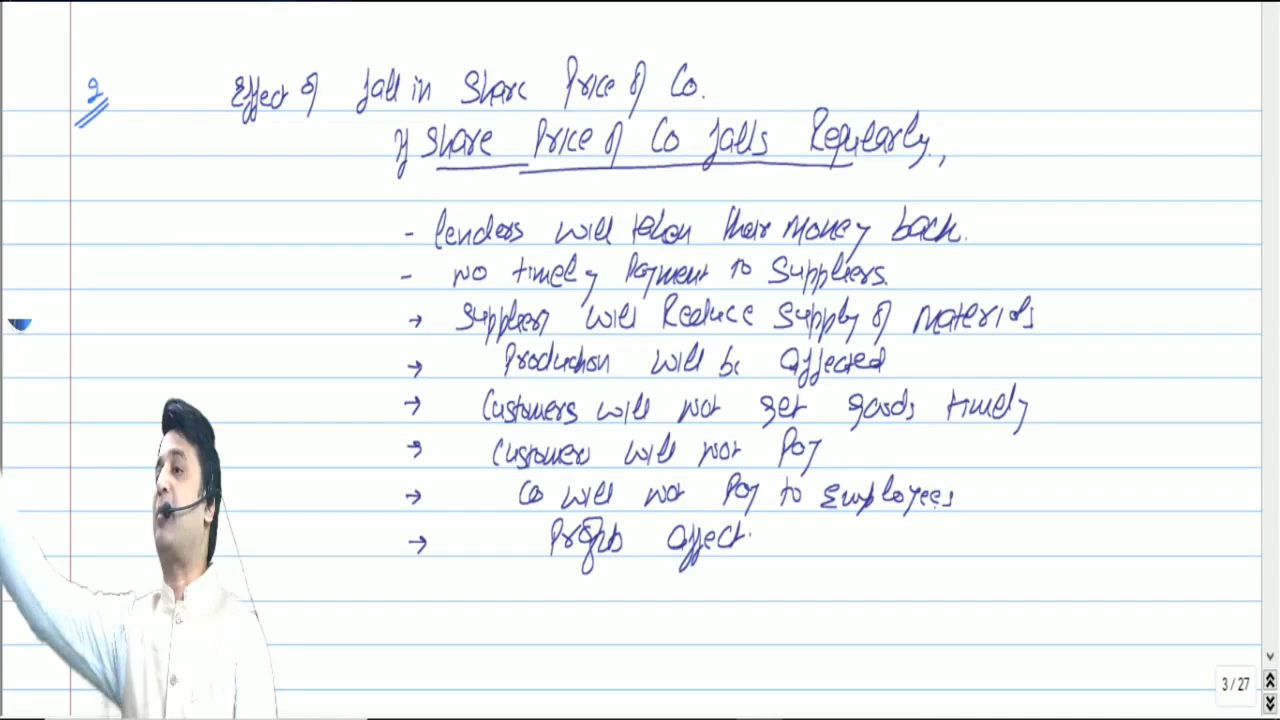 2
Effect of fall in Share Price of Co.
If Share Price of Co falls Regularly,
- lenders will taken their money back.
- No timely Payment to Suppliers.
→ Suppliers will Reduce Supply of Materials
→ Production will be affected
→ Customers will not get goods timely
→ Customers will not Pay
→ Co will not Pay to Employees
→ Profits affect.
3 / 27